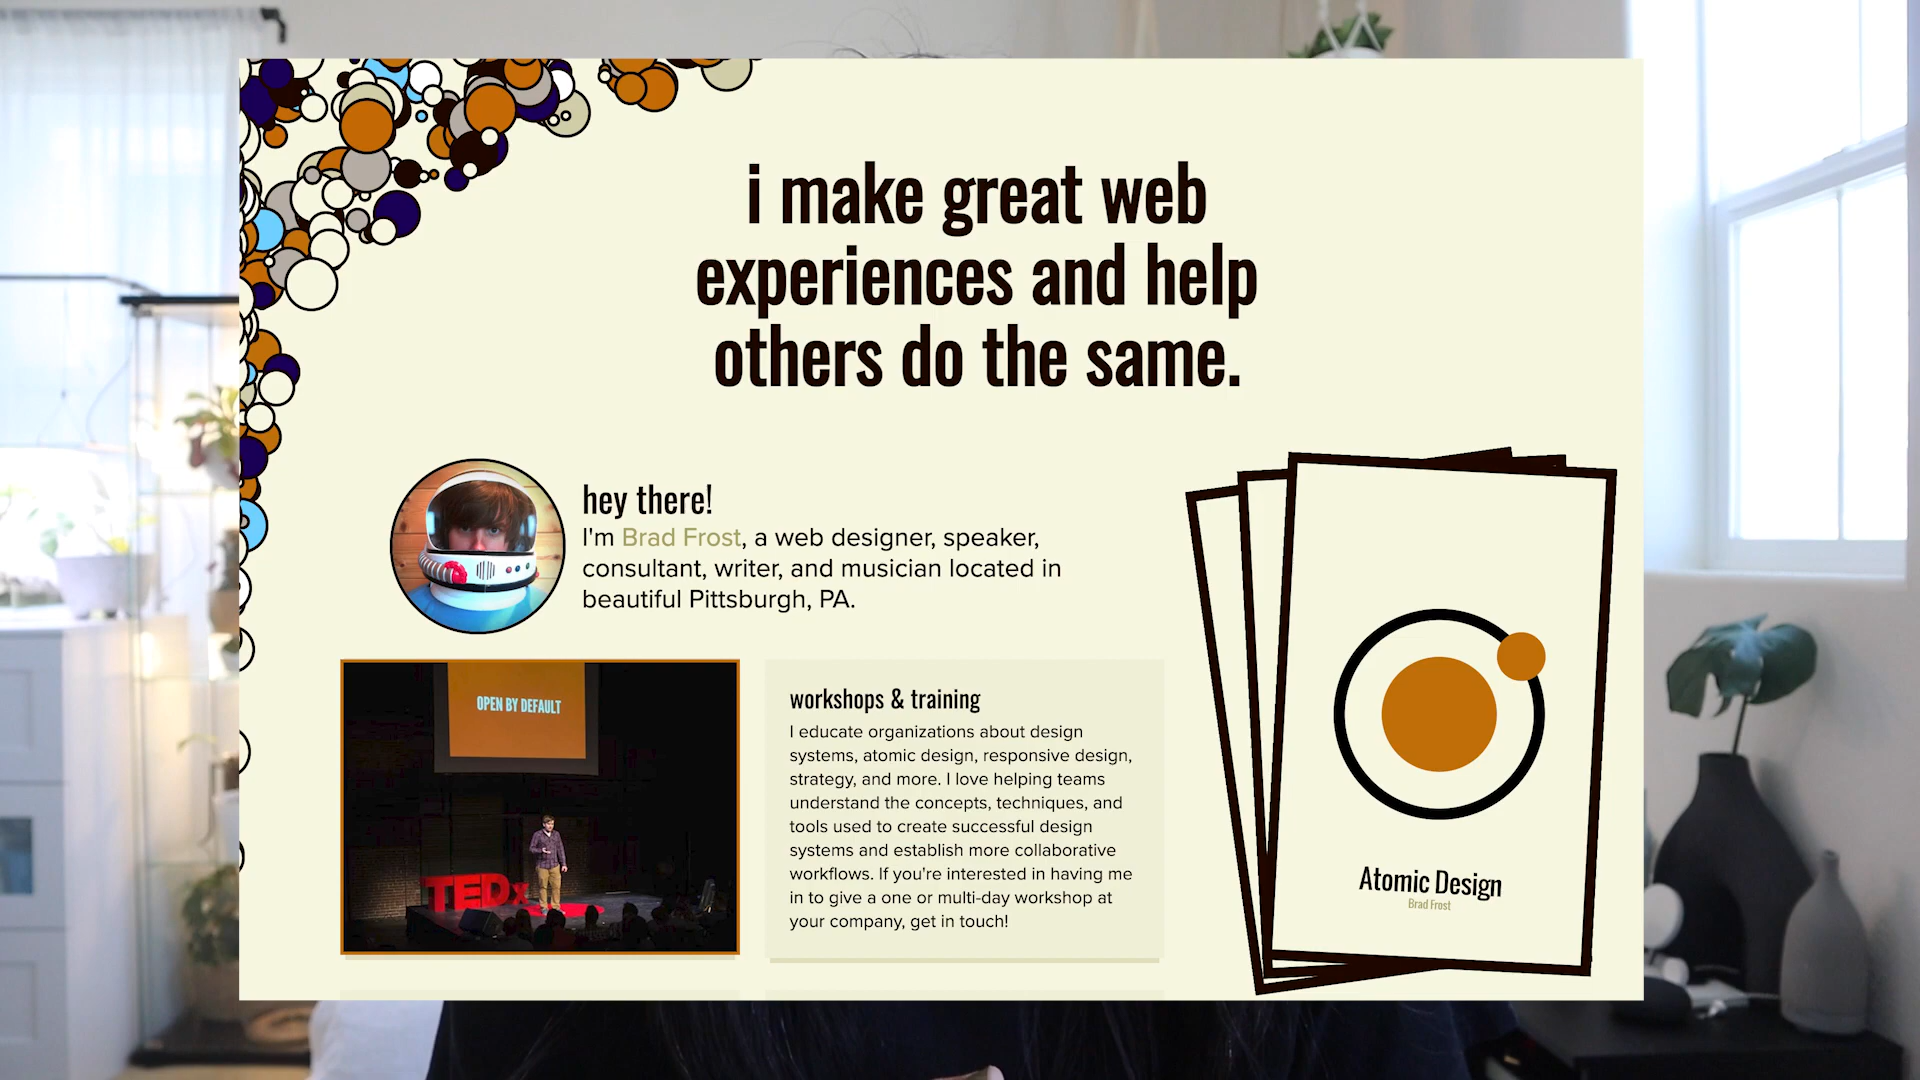 i make great web
experiences and help
others do the same.
hey there!
I'm Brad Frost, a web designer, speaker,
consultant, writer, and musician located in
beautiful Pittsburgh, PA.
OPEN BY DEFAULT
TEDx
workshops & training
I educate organizations about design
systems, atomic design, responsive design,
strategy, and more. I love helping teams
understand the concepts, techniques, and
tools used to create successful design
systems and establish more collaborative
workflows. If you're interested in having me
in to give a one or multi-day workshop at
your company, get in touch!
Atomic Design
Brad Frost